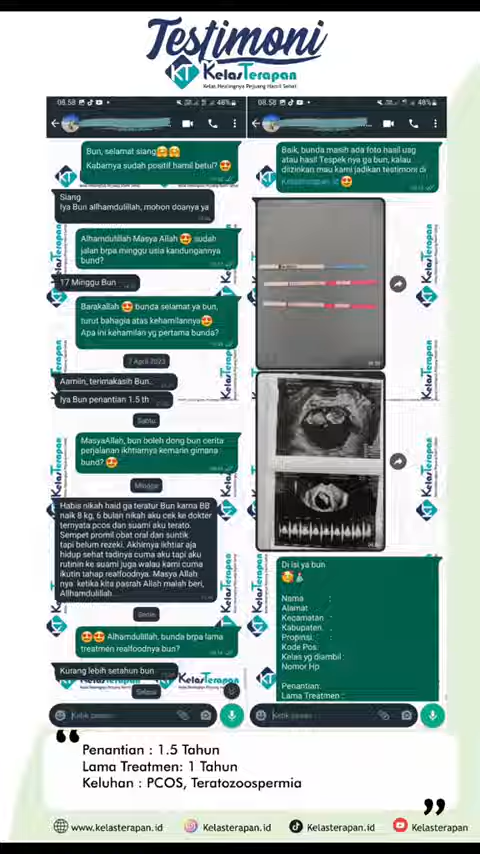 Testimoni
KT KelasTerapan
Kelas Healingnya Pejuang Hamil Sehat
08.58
48%
Bun, selamat siang🤗🤗
Kabarnya sudah positif hamil betul? 😍
Siang
Iya Bun allhamdulillah, mohon doanya ya
Alhamdulillah Masya Allah 😍 sudah
jalan brpa minggu usia kandungannya
bund?
17 Minggu Bun
Barakallah 😍 bunda selamat ya bun,
turut bahagia atas kehamilannya😍
Apa ini kehamilan yg pertama bunda?
7 April 2023
Aamiin, terimakasih Bun..
Iya Bun penantian 1.5 th
Sabtu
MasyaAllah, bun boleh dong bun cerita
perjalanan ikhtiarnya kemarin gimana
bund? 😍
Minggu
Habis nikah haid ga teratur Bun karna BB
naik 8 kg, 6 bulan nikah aku cek ke dokter
ternyata pcos dan suami aku terato.
Sempet promil obat oral dan suntik
tapi belum rezeki. Akhirnya ikhtiar aja
hidup sehat tadinya cuma aku tapi aku
rutinin ke suami juga walau kami cuma
ikutin tahap realfoodnya. Masya Allah
nya ketika kita pasrah Allah malah beri,
Allhamdulillah
Senin
😍😍 Alhamdulillah, bunda brpa lama
treatmen realfoodnya bun?
Kurang lebih setahun bun
Selasa
Ketik pesan
08.58
48%
Baik, bunda masih ada foto hasil usg
atau hasil Tespek nya ga bun, kalau
diizinkan mau kami jadikan testimoni di
Kelasterapan.id 😍
Di isi ya bun
Nama :
Alamat
Kecamatan :
Kabupaten. :
Propinsi. :
Kode Pos:
Kelas yg diambil :
Nomor Hp
Penantian:
Lama Treatmen :
Ketik pesan
Penantian : 1.5 Tahun
Lama Treatmen: 1 Tahun
Keluhan : PCOS, Teratozoospermia
www.kelasterapan.id
Kelasterapan.id
Kelasterapan.id
Kelasterapan.id